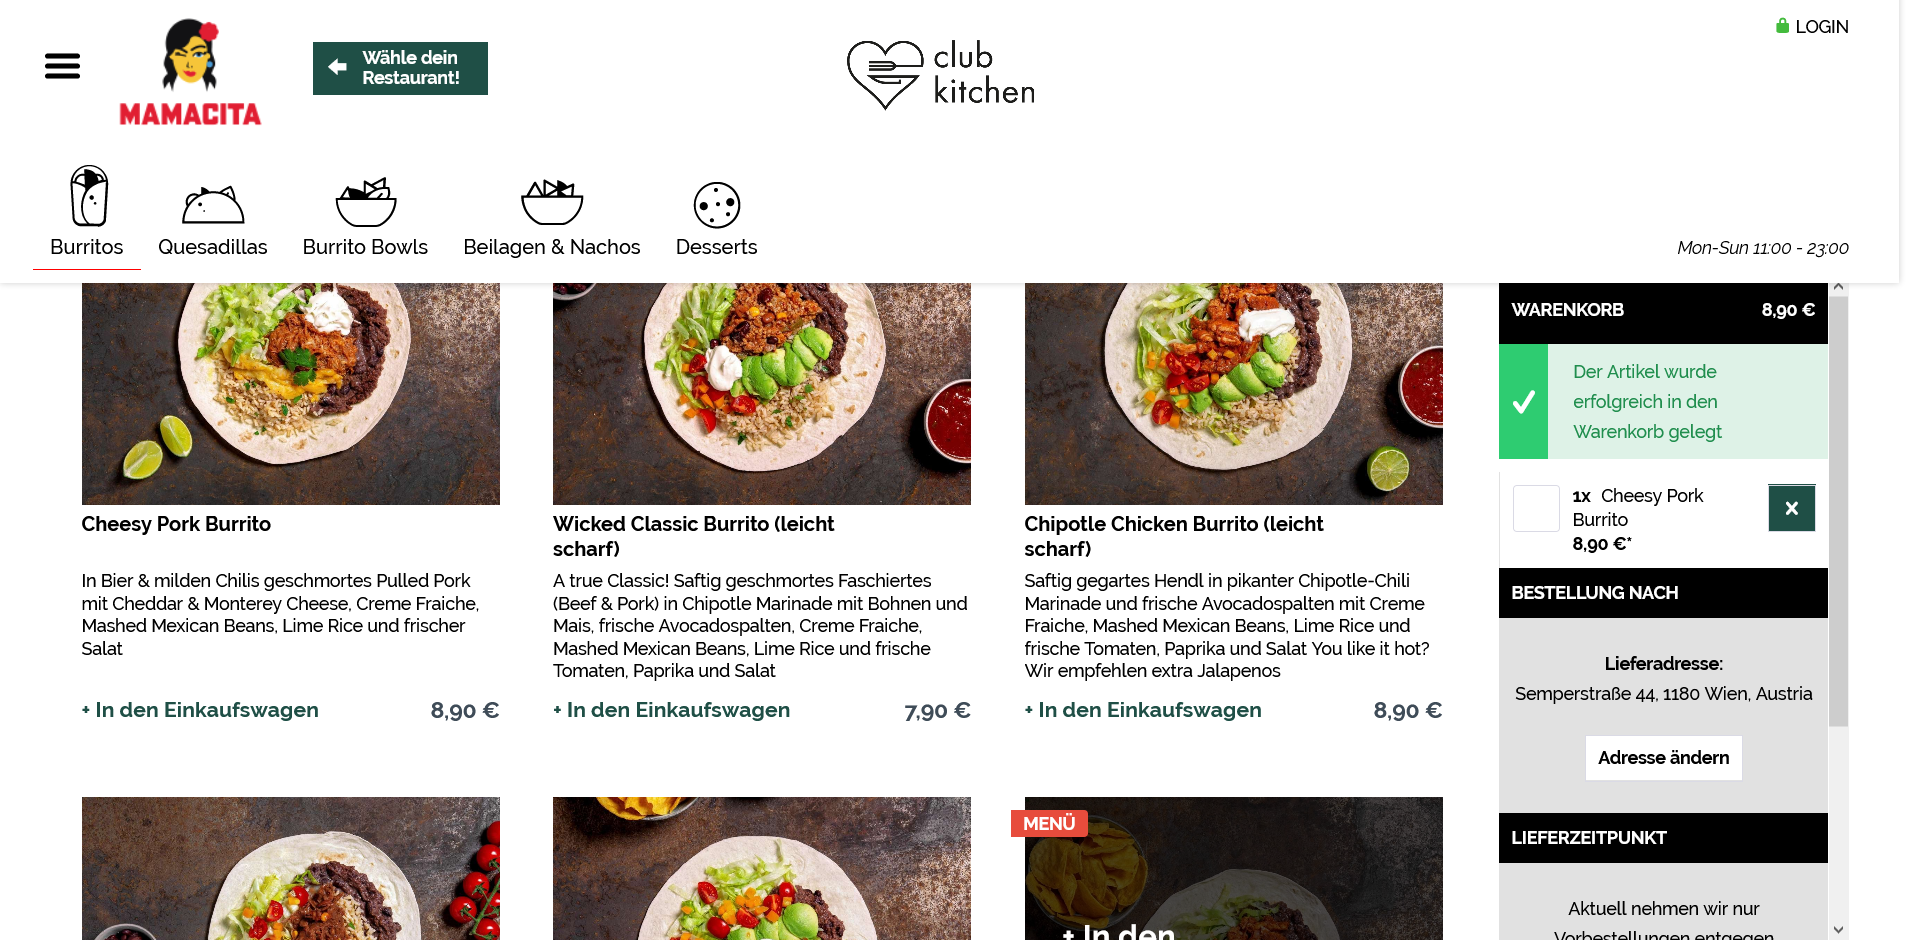 LOGIN
Wähle dein
Restaurant!
club
kitchen
MAMACITA
Burritos
Quesadillas
Burrito Bowls
Beilagen & Nachos
Desserts
Mon-Sun 11:00 - 23:00
Cheesy Pork Burrito
In Bier & milden Chilis geschmortes Pulled Pork
mit Cheddar & Monterey Cheese, Creme Fraiche,
Mashed Mexican Beans, Lime Rice und frischer
Salat
+ In den Einkaufswagen
8,90 €
Wicked Classic Burrito (leicht
scharf)
A true Classic! Saftig geschmortes Faschiertes
(Beef & Pork) in Chipotle Marinade mit Bohnen und
Mais, frische Avocadospalten, Creme Fraiche,
Mashed Mexican Beans, Lime Rice und frische
Tomaten, Paprika und Salat
+ In den Einkaufswagen
7,90 €
Chipotle Chicken Burrito (leicht
scharf)
Saftig gegartes Hendl in pikanter Chipotle-Chili
Marinade und frische Avocadospalten mit Creme
Fraiche, Mashed Mexican Beans, Lime Rice und
frische Tomaten, Paprika und Salat You like it hot?
Wir empfehlen extra Jalapenos
+ In den Einkaufswagen
8,90 €
MENÜ
+ In den
WARENKORB 8,90 €
Der Artikel wurde
erfolgreich in den
Warenkorb gelegt
1x Cheesy Pork
Burrito
8,90 €*
BESTELLUNG NACH
Lieferadresse:
Semperstraße 44, 1180 Wien, Austria
Adresse ändern
LIEFERZEITPUNKT
Aktuell nehmen wir nur
Vorbestellungen entgegen